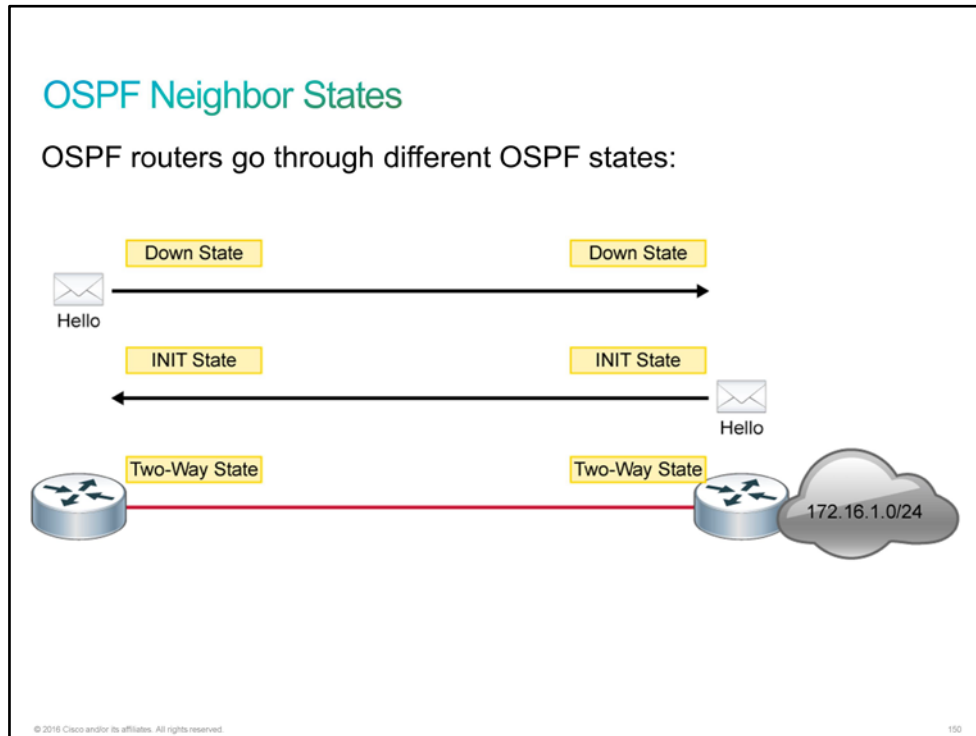 OSPF Neighbor States
OSPF routers go through different OSPF states:
Down State
Down State
Hello
INIT State
INIT State
Hello
Two-Way State
Two-Way State
172.16.1.0/24
© 2016 Cisco and/or its affiliates. All rights reserved.
150